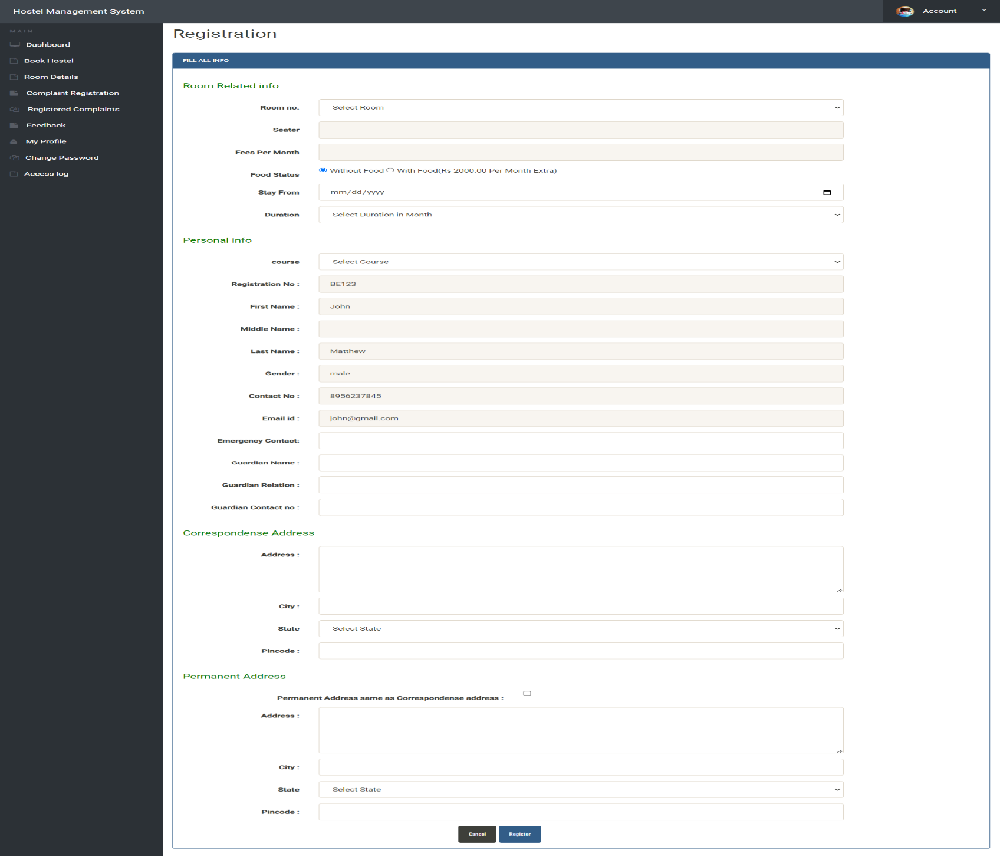 Hostel Management System
Account
MAIN
Dashboard
Book Hostel
Room Details
Complaint Registration
Registered Complaints
Feedback
My Profile
Change Password
Access log
Registration
FILL ALL INFO
Room Related info
Room no. Select Room
Seater
Fees Per Month
Food Status Without Food With Food(Rs 2000.00 Per Month Extra)
Stay From mm/dd/yyyy
Duration Select Duration in Month
Personal info
course Select Course
Registration No : BE123
First Name : John
Middle Name :
Last Name : Matthew
Gender : male
Contact No : 8956237845
Email id : john@gmail.com
Emergency Contact:
Guardian Name :
Guardian Relation :
Guardian Contact no :
Correspondense Address
Address :
City :
State Select State
Pincode :
Permanent Address
Permanent Address same as Correspondense address :
Address :
City :
State Select State
Pincode :
Cancel Register